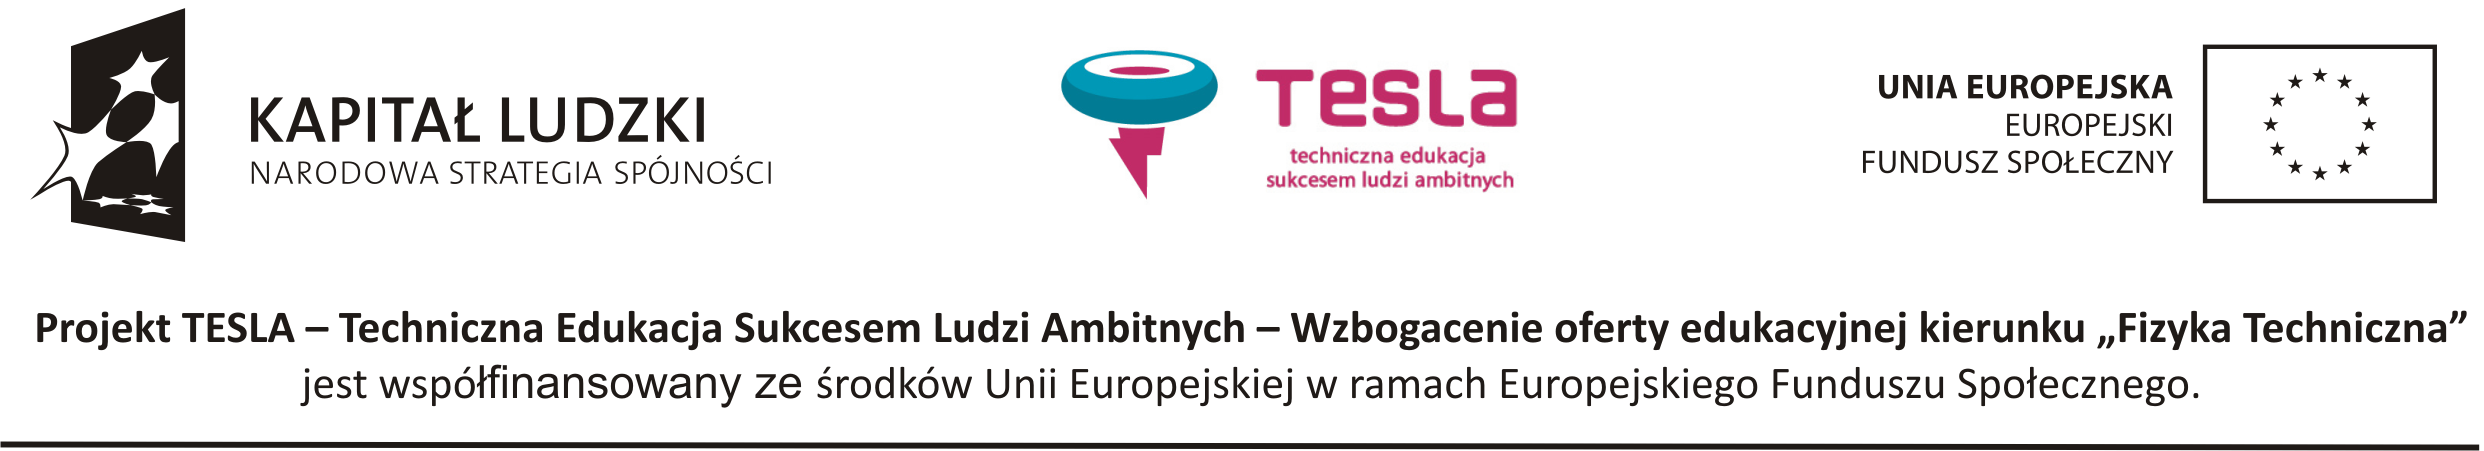 KAPITAŁ LUDZKI
NARODOWA STRATEGIA SPÓJNOŚCI
TESLA
techniczna edukacja
sukcesem ludzi ambitnych
UNIA EUROPEJSKA
EUROPEJSKI
FUNDUSZ SPOŁECZNY
Projekt TESLA – Techniczna Edukacja Sukcesem Ludzi Ambitnych – Wzbogacenie oferty edukacyjnej kierunku „Fizyka Techniczna”
jest współfinansowany ze środków Unii Europejskiej w ramach Europejskiego Funduszu Społecznego.